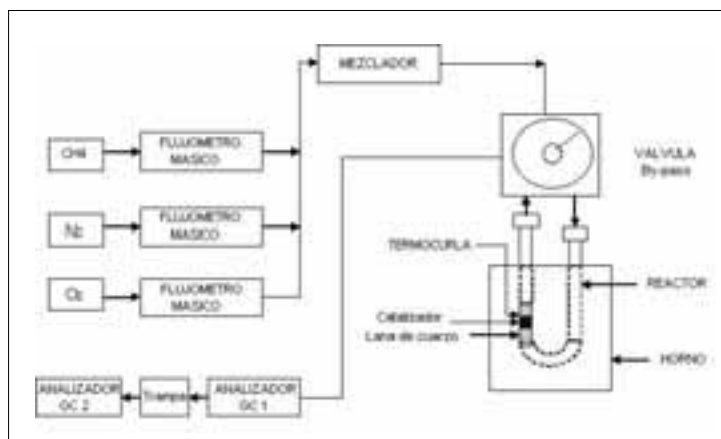 MEZCLADOR
CH4
FLUJOMETRO
MASICO
VALVULA
By-pass
N2
FLUJOMETRO
MASICO
TERMOCUPLA
O2
FLUJOMETRO
MASICO
REACTOR
Catalizador
Lana de cuarzo
HORNO
ANALIZADOR
GC 2
Trampa
ANALIZADOR
GC 1